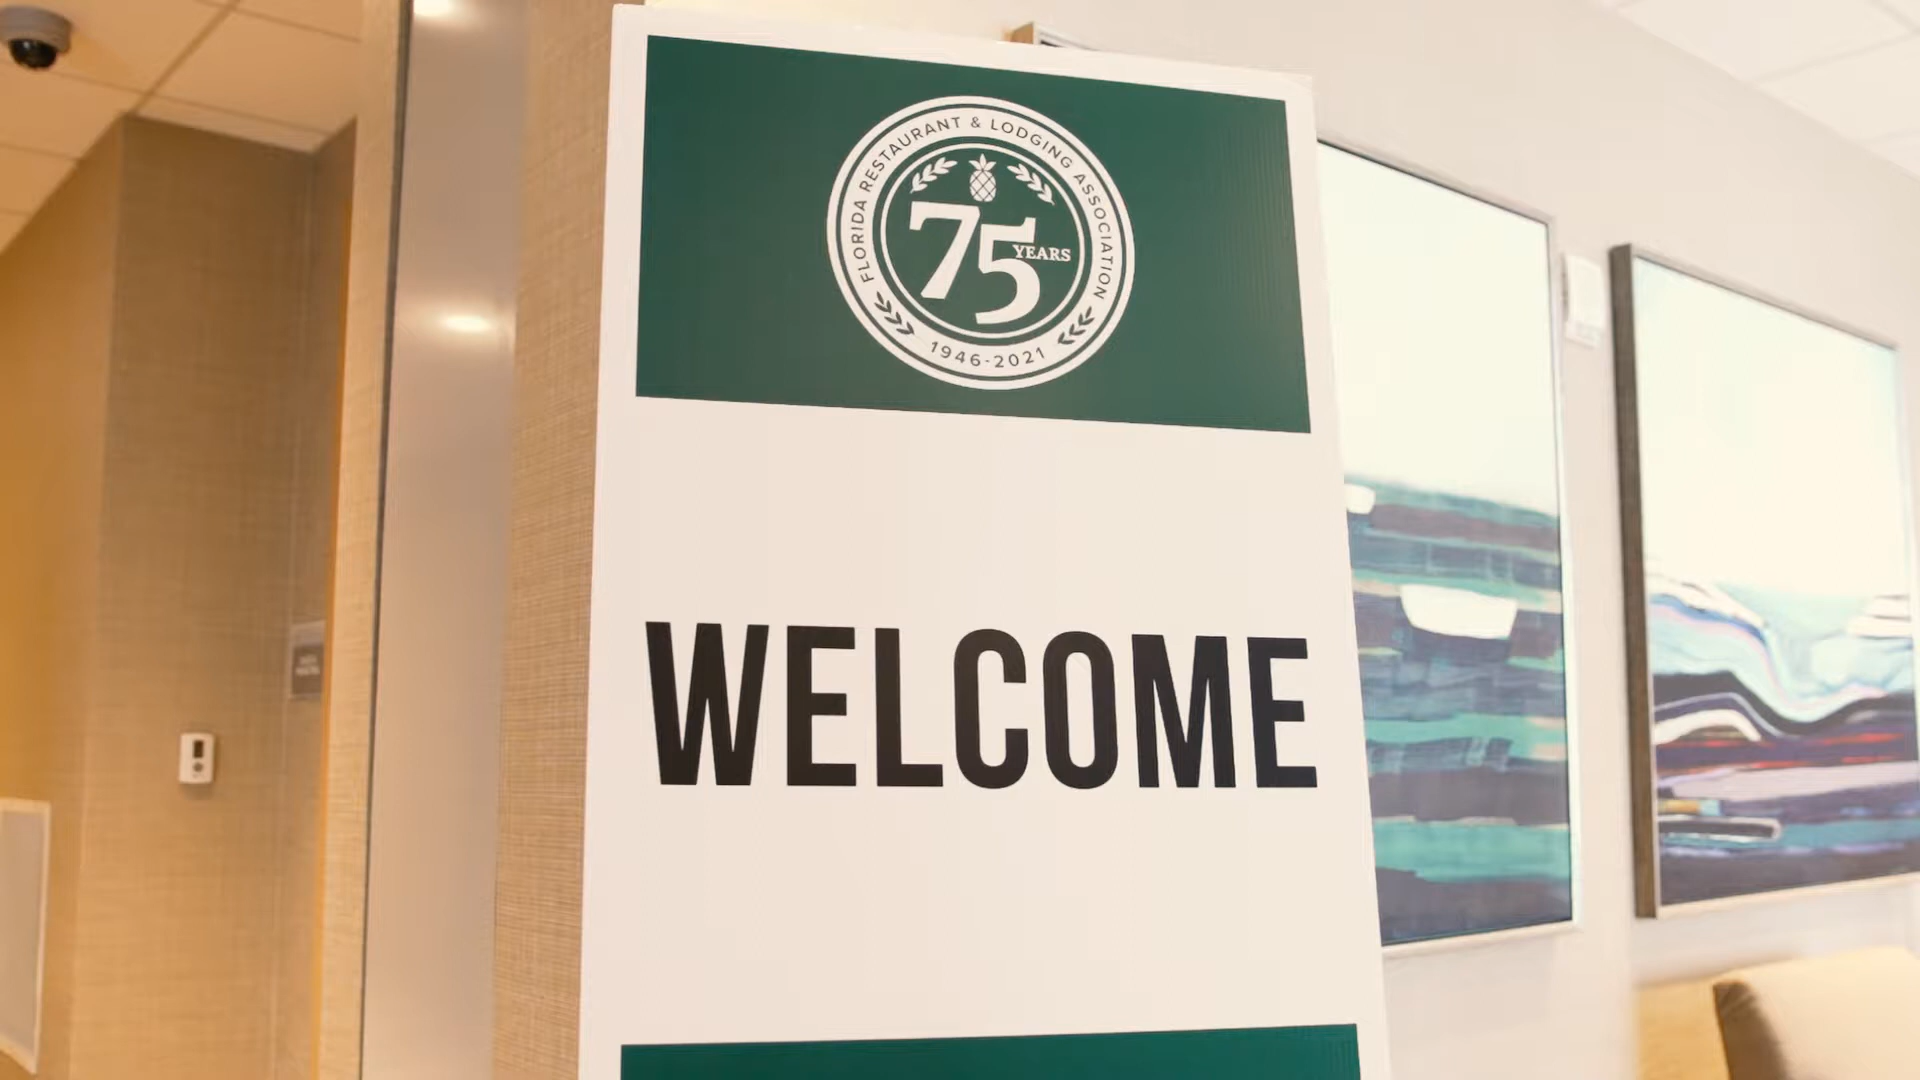 FLORIDA RESTAURANT & LODGING ASSOCIATION
75
YEARS
1946-2021
WELCOME